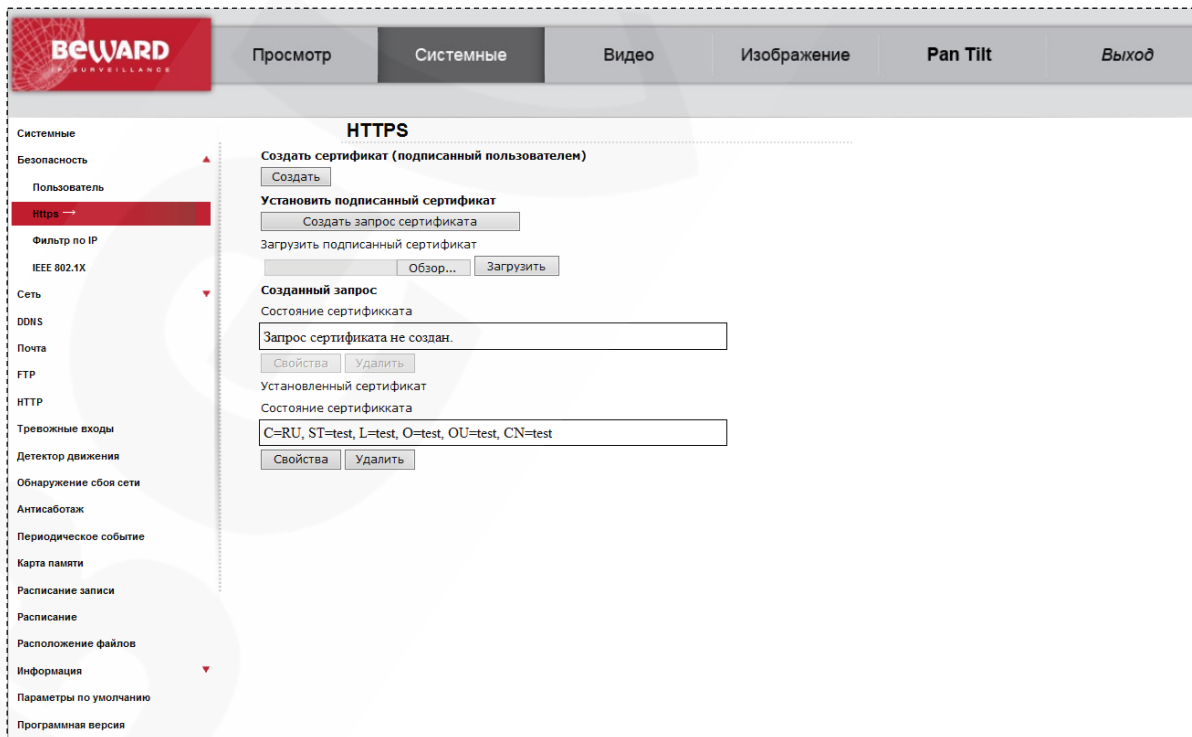 BEWARD
IP SURVEILLANCE
Просмотр
Системные
Видео
Изображение
Pan Tilt
Выход
Системные
Безопасность
Пользователь
Https →
Фильтр по IP
IEEE 802.1X
Сеть
DDNS
Почта
FTP
HTTP
Тревожные входы
Детектор движения
Обнаружение сбоя сети
Антисаботаж
Периодическое событие
Карта памяти
Расписание записи
Расписание
Расположение файлов
Информация
Параметры по умолчанию
Программная версия
HTTPS
Создать сертификат (подписанный пользователем)
Создать
Установить подписанный сертификат
Создать запрос сертификата
Загрузить подписанный сертификат
Обзор... Загрузить
Созданный запрос
Состояние сертификката
Запрос сертификата не создан.
Свойства Удалить
Установленный сертификат
Состояние сертификката
C=RU, ST=test, L=test, O=test, OU=test, CN=test
Свойства Удалить